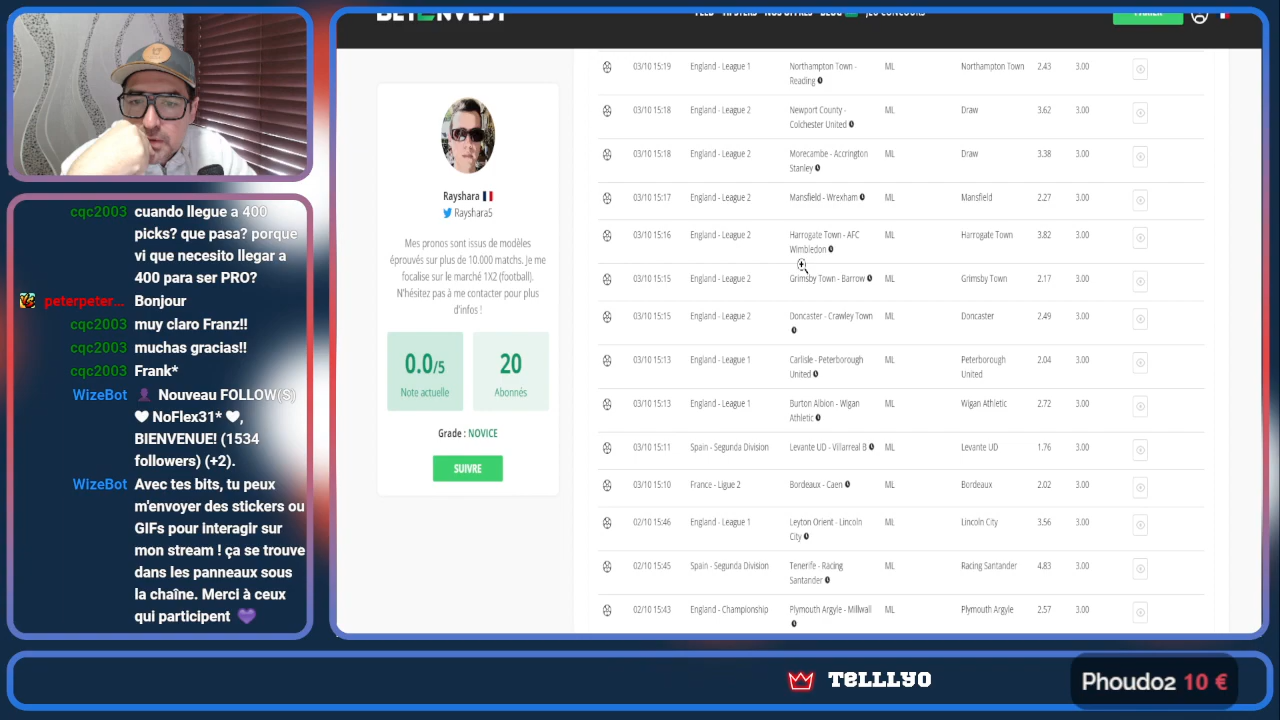 cqc2003 cuando llegue a 400
picks? que pasa? porque
vi que necesito llegar a
400 para ser PRO?
peterpeter... Bonjour
cqc2003 muy claro Franz!!
cqc2003 muchas gracias!!
cqc2003 Frank*
WizeBot Nouveau FOLLOW(S)
NoFlex31* ,
BIENVENUE! (1534
followers) (+2).
WizeBot Avec tes bits, tu peux
m'envoyer des stickers ou
GIFs pour interagir sur
mon stream ! ça se trouve
dans les panneaux sous
la chaîne. Merci à ceux
qui participent
Rayshara
Rayshara5
Mes pronos sont issus de modèles
éprouvés sur plus de 10.000 matchs. Je me
focalise sur le marché 1X2 (football).
N'hésitez pas à me contacter pour plus
d'infos !
0.0/5 20
Note actuelle Abonnés
Grade : NOVICE
SUIVRE
03/10 15:19 England - League 1 Northampton Town - Reading ML Northampton Town 2.43 3.00
03/10 15:18 England - League 2 Newport County - Colchester United ML Draw 3.62 3.00
03/10 15:18 England - League 2 Morecambe - Accrington Stanley ML Draw 3.38 3.00
03/10 15:17 England - League 2 Mansfield - Wrexham ML Mansfield 2.27 3.00
03/10 15:16 England - League 2 Harrogate Town - AFC Wimbledon ML Harrogate Town 3.82 3.00
03/10 15:15 England - League 2 Grimsby Town - Barrow ML Grimsby Town 2.17 3.00
03/10 15:15 England - League 2 Doncaster - Crawley Town ML Doncaster 2.49 3.00
03/10 15:13 England - League 1 Carlisle - Peterborough United ML Peterborough United 2.04 3.00
03/10 15:13 England - League 1 Burton Albion - Wigan Athletic ML Wigan Athletic 2.72 3.00
03/10 15:11 Spain - Segunda Division Levante UD - Villarreal B ML Levante UD 1.76 3.00
03/10 15:10 France - Ligue 2 Bordeaux - Caen ML Bordeaux 2.02 3.00
02/10 15:46 England - League 1 Leyton Orient - Lincoln City ML Lincoln City 3.56 3.00
02/10 15:45 Spain - Segunda Division Tenerife - Racing Santander ML Racing Santander 4.83 3.00
02/10 15:43 England - Championship Plymouth Argyle - Millwall ML Plymouth Argyle 2.57 3.00
TELLLYO
Phoudo2 10 €